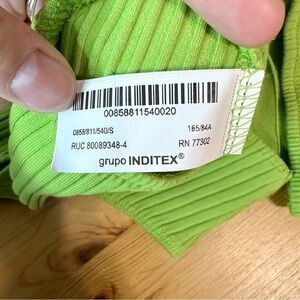 00858811540020
0858/811/540/S 165/84A
RUC 80089348-4 RN 77302
grupo INDITEX®